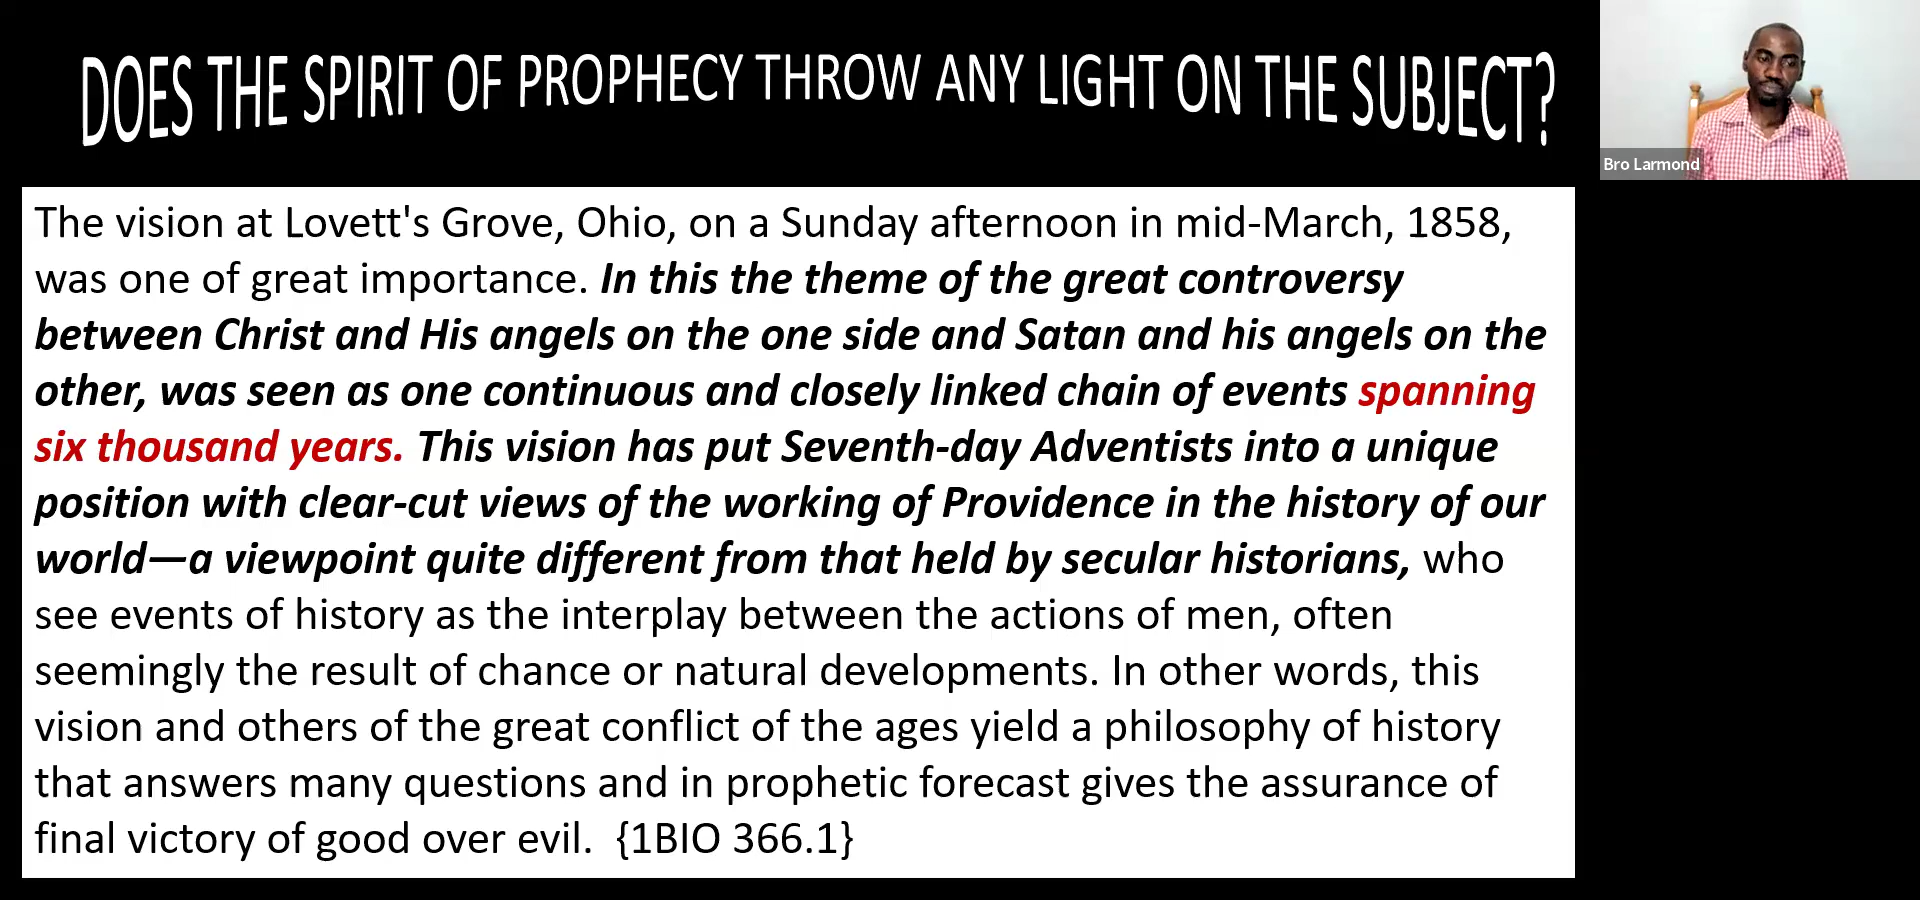 DOES THE SPIRIT OF PROPHECY THROW ANY LIGHT ON THE SUBJECT?
Bro Larmond
The vision at Lovett's Grove, Ohio, on a Sunday afternoon in mid-March, 1858,
was one of great importance. In this the theme of the great controversy
between Christ and His angels on the one side and Satan and his angels on the
other, was seen as one continuous and closely linked chain of events spanning
six thousand years. This vision has put Seventh-day Adventists into a unique
position with clear-cut views of the working of Providence in the history of our
world—a viewpoint quite different from that held by secular historians, who
see events of history as the interplay between the actions of men, often
seemingly the result of chance or natural developments. In other words, this
vision and others of the great conflict of the ages yield a philosophy of history
that answers many questions and in prophetic forecast gives the assurance of
final victory of good over evil.  {1BIO 366.1}